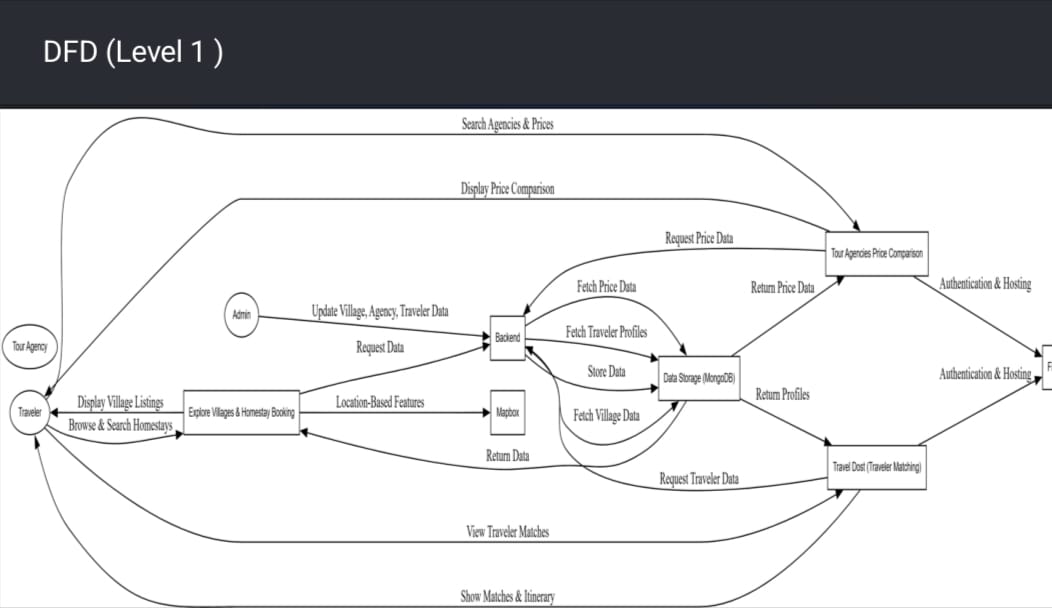 DFD (Level 1 )
Search Agencies & Prices
Display Price Comparison
Request Price Data
Tour Agencies Price Comparison
Fetch Price Data
Return Price Data
Authentication & Hosting
Admin
Update Village, Agency, Traveler Data
Backend
Fetch Traveler Profiles
Tour Agency
Request Data
Store Data
Data Storage (MongoDB)
Authentication & Hosting
Return Profiles
Traveler
Display Village Listings
Explore Villages & Homestay Booking
Location-Based Features
Mapbox
Fetch Village Data
Browse & Search Homestays
Return Data
Request Traveler Data
Travel Dost (Traveler Matching)
View Traveler Matches
Show Matches & Itinerary